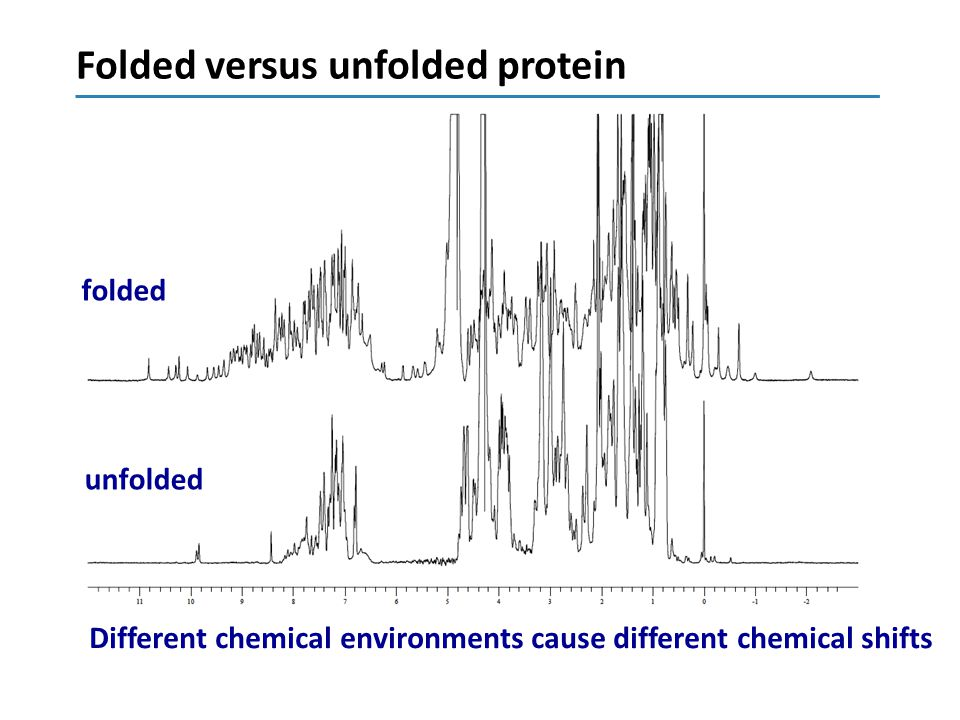 Folded versus unfolded protein
folded
unfolded
11 10 9 8 7 6 5 4 3 2 1 0 -1 -2
Different chemical environments cause different chemical shifts